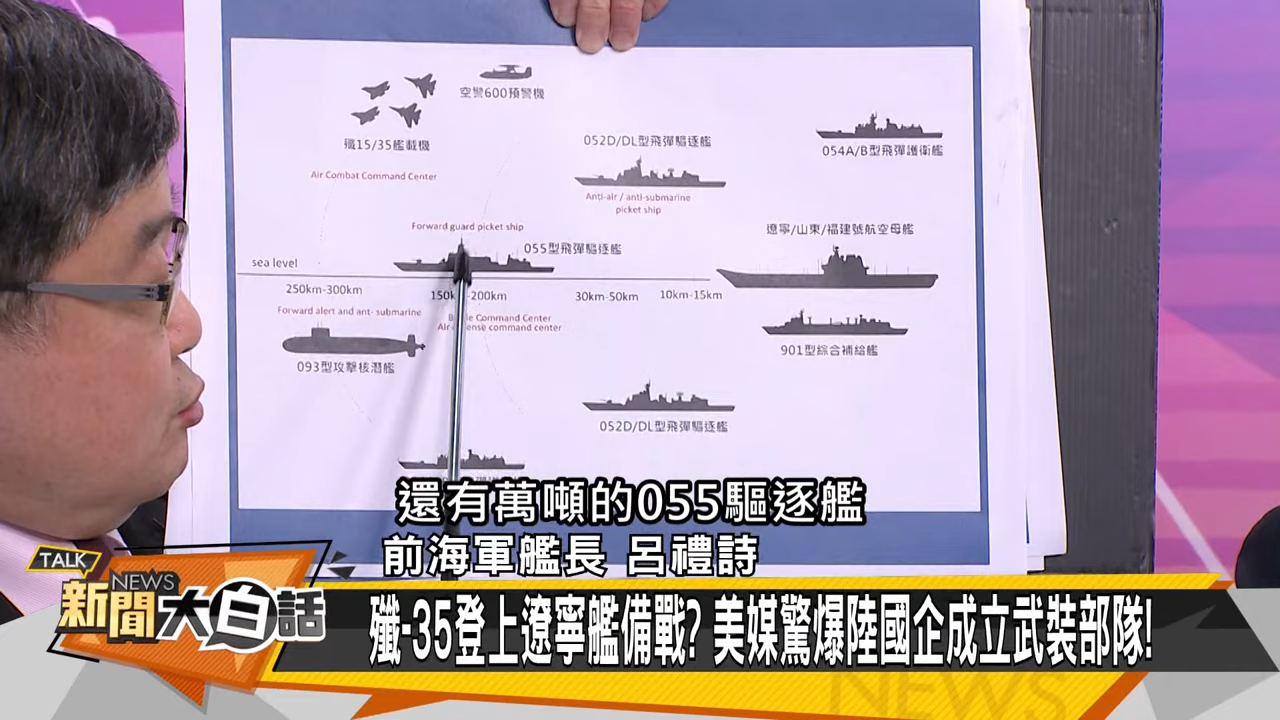 空警600預警機
殲15/35艦載機
Air Combat Command Center
052D/DL型飛彈驅逐艦
Anti-air / anti-submarine
picket ship
054A/B型飛彈護衛艦
Forward guard picket ship
055型飛彈驅逐艦
遼寧/山東/福建號航空母艦
sea level
250km-300km
200km
30km-50km
10km-15km
Forward alert and ant- submarine
Command Center
Air
command center
093型攻擊核潛艦
901型綜合補給艦
052D/DL型飛彈驅逐艦
還有萬噸的055驅逐艦
前海軍艦長 呂禮詩
TALK
NEWS
新聞大白話
殲-35登上遼寧艦備戰? 美媒驚爆陸國企成立武裝部隊!
NEWS